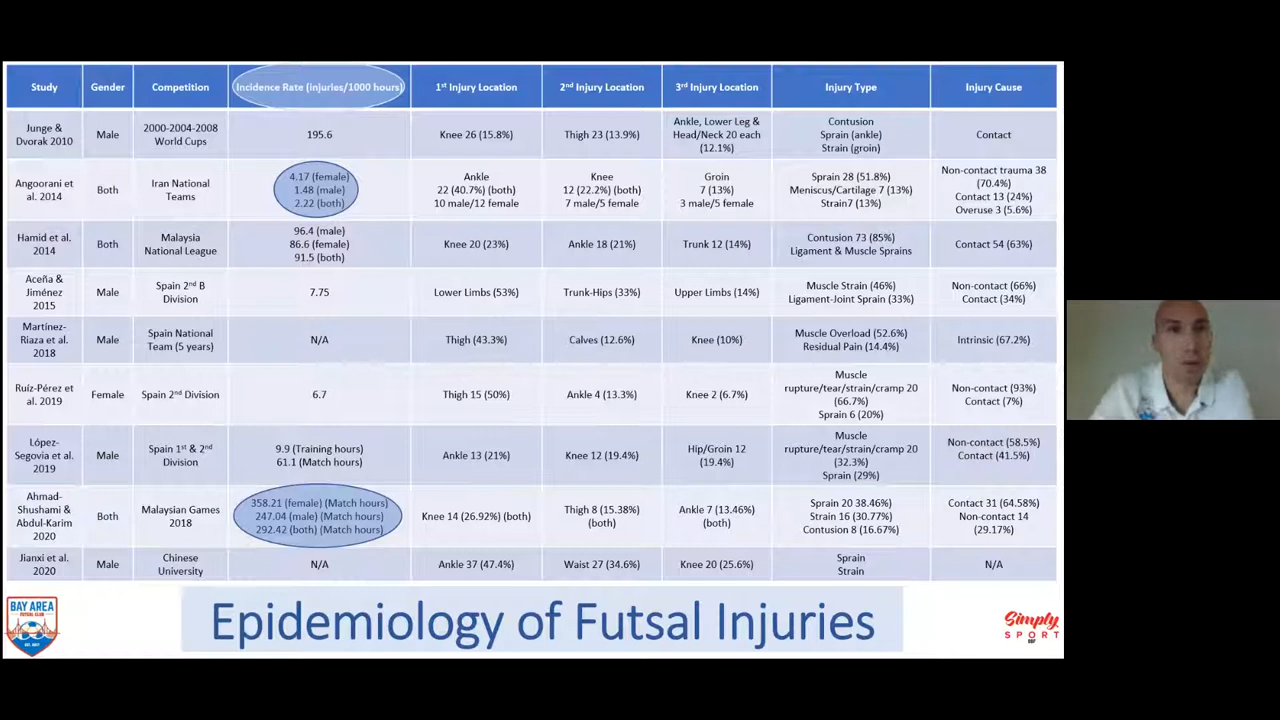 Study Gender Competition Incidence Rate (injuries/1000 hours) 1st Injury Location 2nd Injury Location 3rd Injury Location Injury Type Injury Cause
Junge &
Dvorak 2010
Male
2000-2004-2008
World Cups
195.6
Knee 26 (15.8%)
Thigh 23 (13.9%)
Ankle, Lower Leg &
Head/Neck 20 each
(12.1%)
Contusion
Sprain (ankle)
Strain (groin)
Contact
Angoorani et
al. 2014
Both
Iran National
Teams
4.17 (female)
1.48 (male)
2.22 (both)
Ankle
22 (40.7%) (both)
10 male/12 female
Knee
12 (22.2%) (both)
7 male/5 female
Groin
7 (13%)
3 male/5 female
Sprain 28 (51.8%)
Meniscus/Cartilage 7 (13%)
Strain7 (13%)
Non-contact trauma 38
(70.4%)
Contact 13 (24%)
Overuse 3 (5.6%)
Hamid et al.
2014
Both
Malaysia
National League
96.4 (male)
86.6 (female)
91.5 (both)
Knee 20 (23%)
Ankle 18 (21%)
Trunk 12 (14%)
Contusion 73 (85%)
Ligament & Muscle Sprains
Contact 54 (63%)
Aceña &
Jiménez
2015
Male
Spain 2nd B
Division
7.75
Lower Limbs (53%)
Trunk-Hips (33%)
Upper Limbs (14%)
Muscle Strain (46%)
Ligament-Joint Sprain (33%)
Non-contact (66%)
Contact (34%)
Martínez-
Riaza et al.
2018
Male
Spain National
Team (5 years)
N/A
Thigh (43.3%)
Calves (12.6%)
Knee (10%)
Muscle Overload (52.6%)
Residual Pain (14.4%)
Intrinsic (67.2%)
Ruíz-Pérez et
al. 2019
Female
Spain 2nd Division
6.7
Thigh 15 (50%)
Ankle 4 (13.3%)
Knee 2 (6.7%)
Muscle
rupture/tear/strain/cramp 20
(66.7%)
Sprain 6 (20%)
Non-contact (93%)
Contact (7%)
López-
Segovia et al.
2019
Male
Spain 1st & 2nd
Division
9.9 (Training hours)
61.1 (Match hours)
Ankle 13 (21%)
Knee 12 (19.4%)
Hip/Groin 12
(19.4%)
Muscle
rupture/tear/strain/cramp 20
(32.3%)
Sprain (29%)
Non-contact (58.5%)
Contact (41.5%)
Ahmad-
Shushami &
Abdul-Karim
2020
Both
Malaysian Games
2018
358.21 (female) (Match hours)
247.04 (male) (Match hours)
292.42 (both) (Match hours)
Knee 14 (26.92%) (both)
Thigh 8 (15.38%)
(both)
Ankle 7 (13.46%)
(both)
Sprain 20 38.46%)
Strain 16 (30.77%)
Contusion 8 (16.67%)
Contact 31 (64.58%)
Non-contact 14
(29.17%)
Jianxi et al.
2020
Male
Chinese
University
N/A
Ankle 37 (47.4%)
Waist 27 (34.6%)
Knee 20 (25.6%)
Sprain
Strain
N/A
BAY AREA
FUTSAL CLUB
Epidemiology of Futsal Injuries
Simply
SPORT